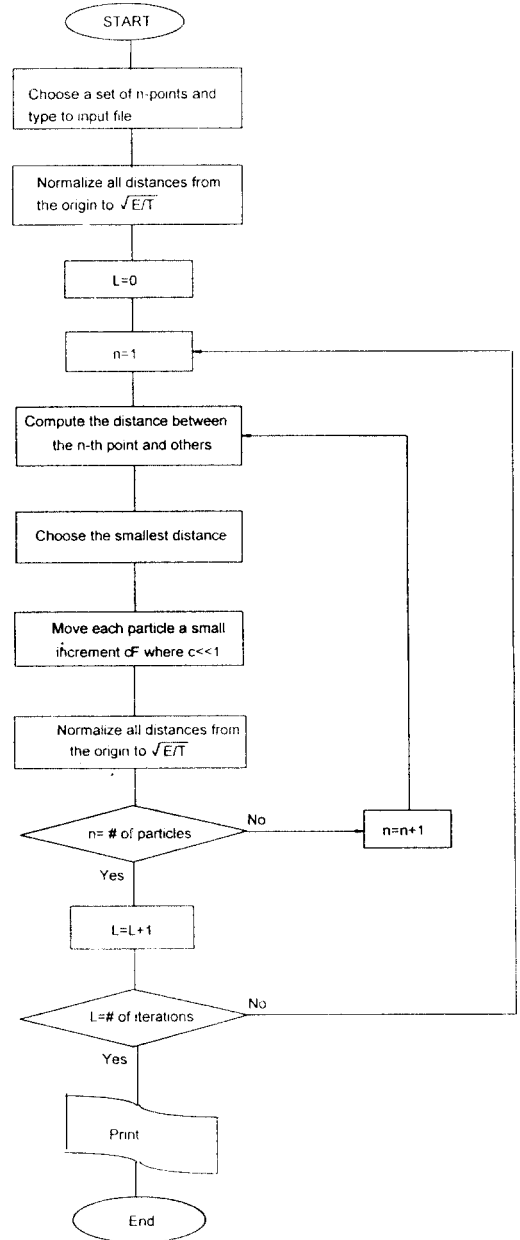 START
Choose a set of n-points and
type to input file
Normalize all distances from
the origin to √E/T
L=0
n=1
Compute the distance between
the n-th point and others
Choose the smallest distance
Move each particle a small
increment cF where c<<1
Normalize all distances from
the origin to √E/T
n= # of particles
No
n=n+1
Yes
L=L+1
L=# of iterations
No
Yes
Print
End